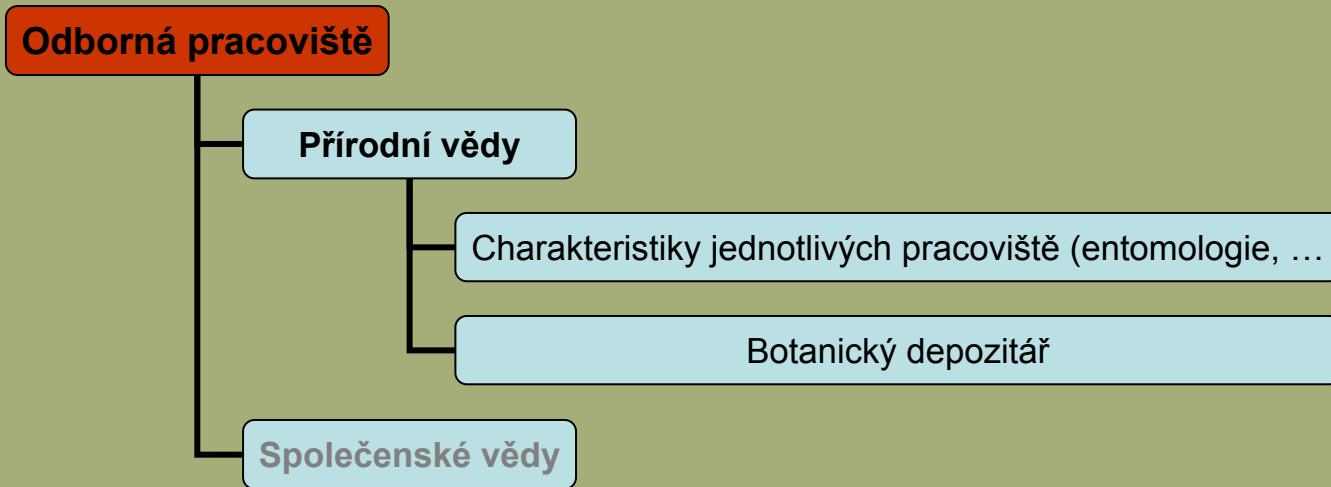 Odborná pracoviště
Přírodní vědy
Charakteristiky jednotlivých pracoviště (entomologie, …
Botanický depozitář
Společenské vědy